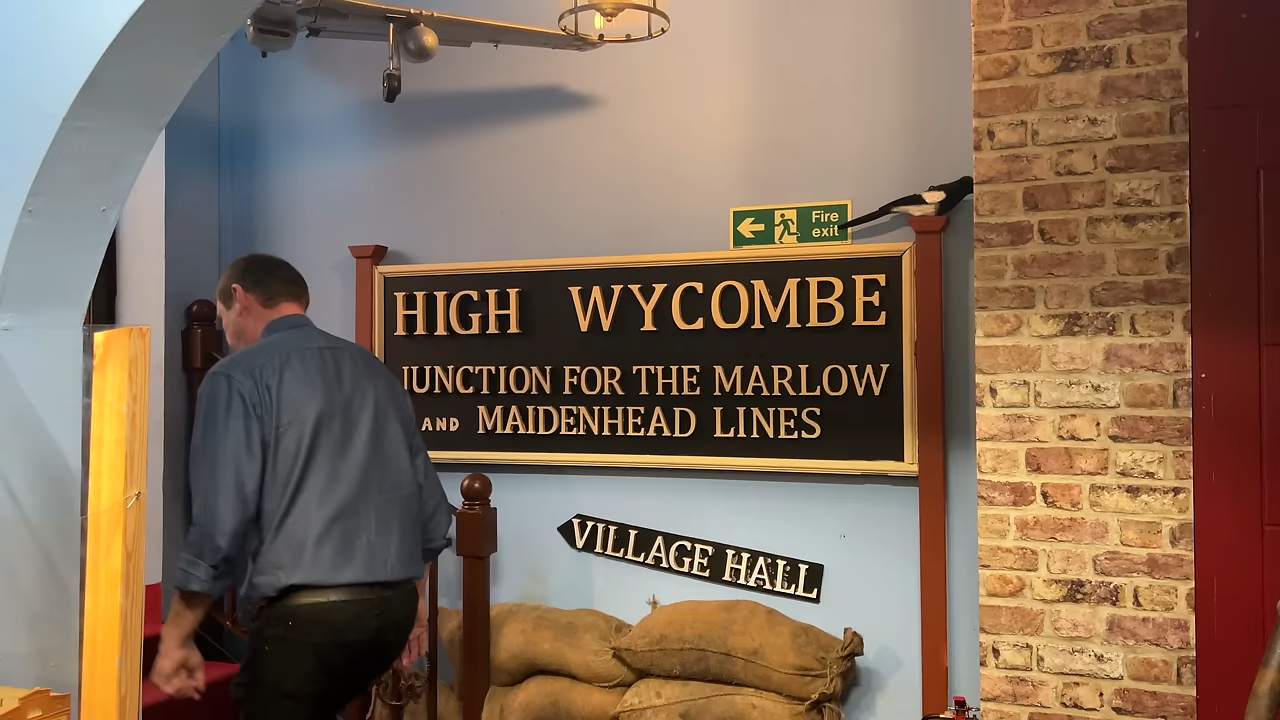 Fire
exit
HIGH WYCOMBE
JUNCTION FOR THE MARLOW
AND MAIDENHEAD LINES
VILLAGE HALL